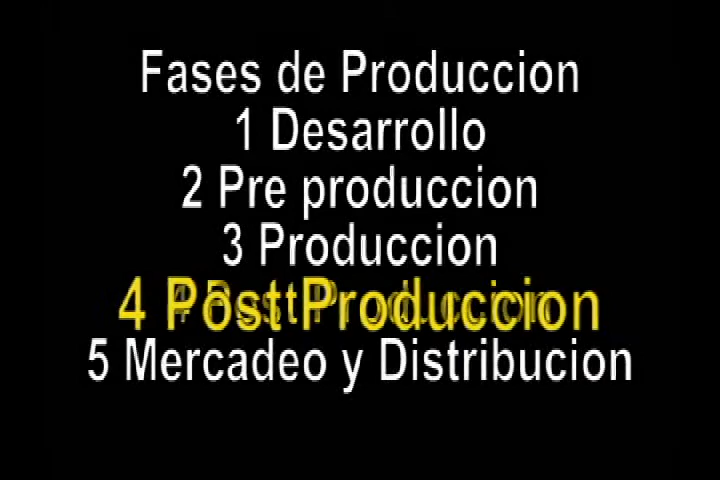 Fases de Produccion
1 Desarrollo
2 Pre produccion
3 Produccion
4 Post Produccion
5 Mercadeo y Distribucion